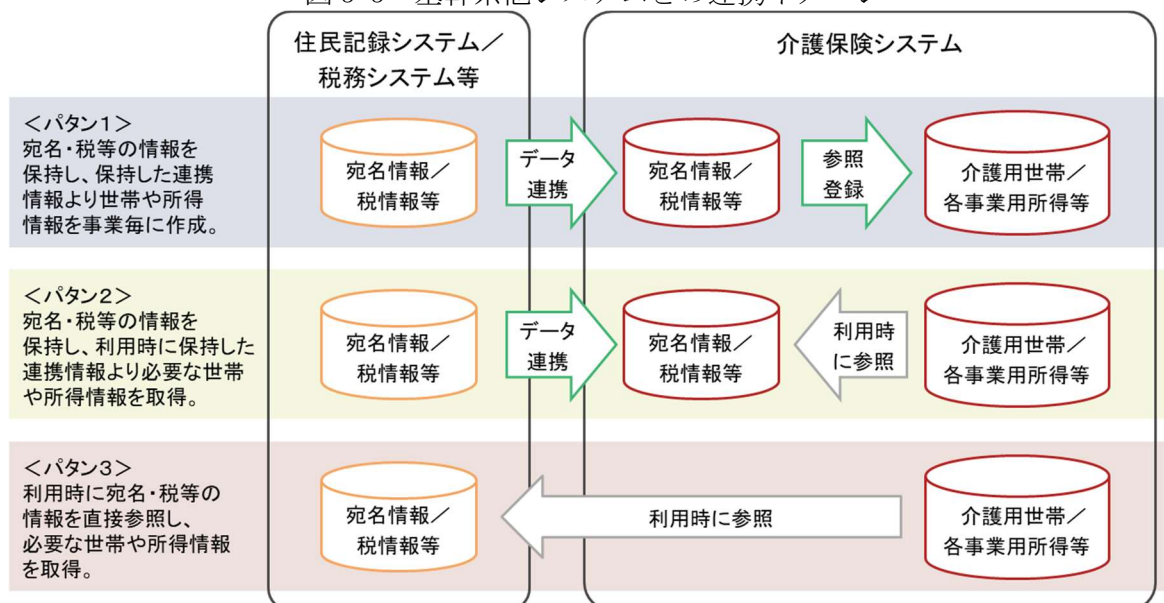 住民記録システム／
税務システム等
介護保険システム
＜パタン１＞
宛名・税等の情報を
保持し、保持した連携
情報より世帯や所得
情報を事業毎に作成。
宛名情報／
税情報等
データ
連携
宛名情報／
税情報等
参照
登録
介護用世帯／
各事業用所得等
＜パタン２＞
宛名・税等の情報を
保持し、利用時に保持した
連携情報より必要な世帯
や所得情報を取得。
宛名情報／
税情報等
データ
連携
宛名情報／
税情報等
利用時
に参照
介護用世帯／
各事業用所得等
＜パタン３＞
利用時に宛名・税等の
情報を直接参照し、
必要な世帯や所得情報
を取得。
宛名情報／
税情報等
利用時に参照
介護用世帯／
各事業用所得等